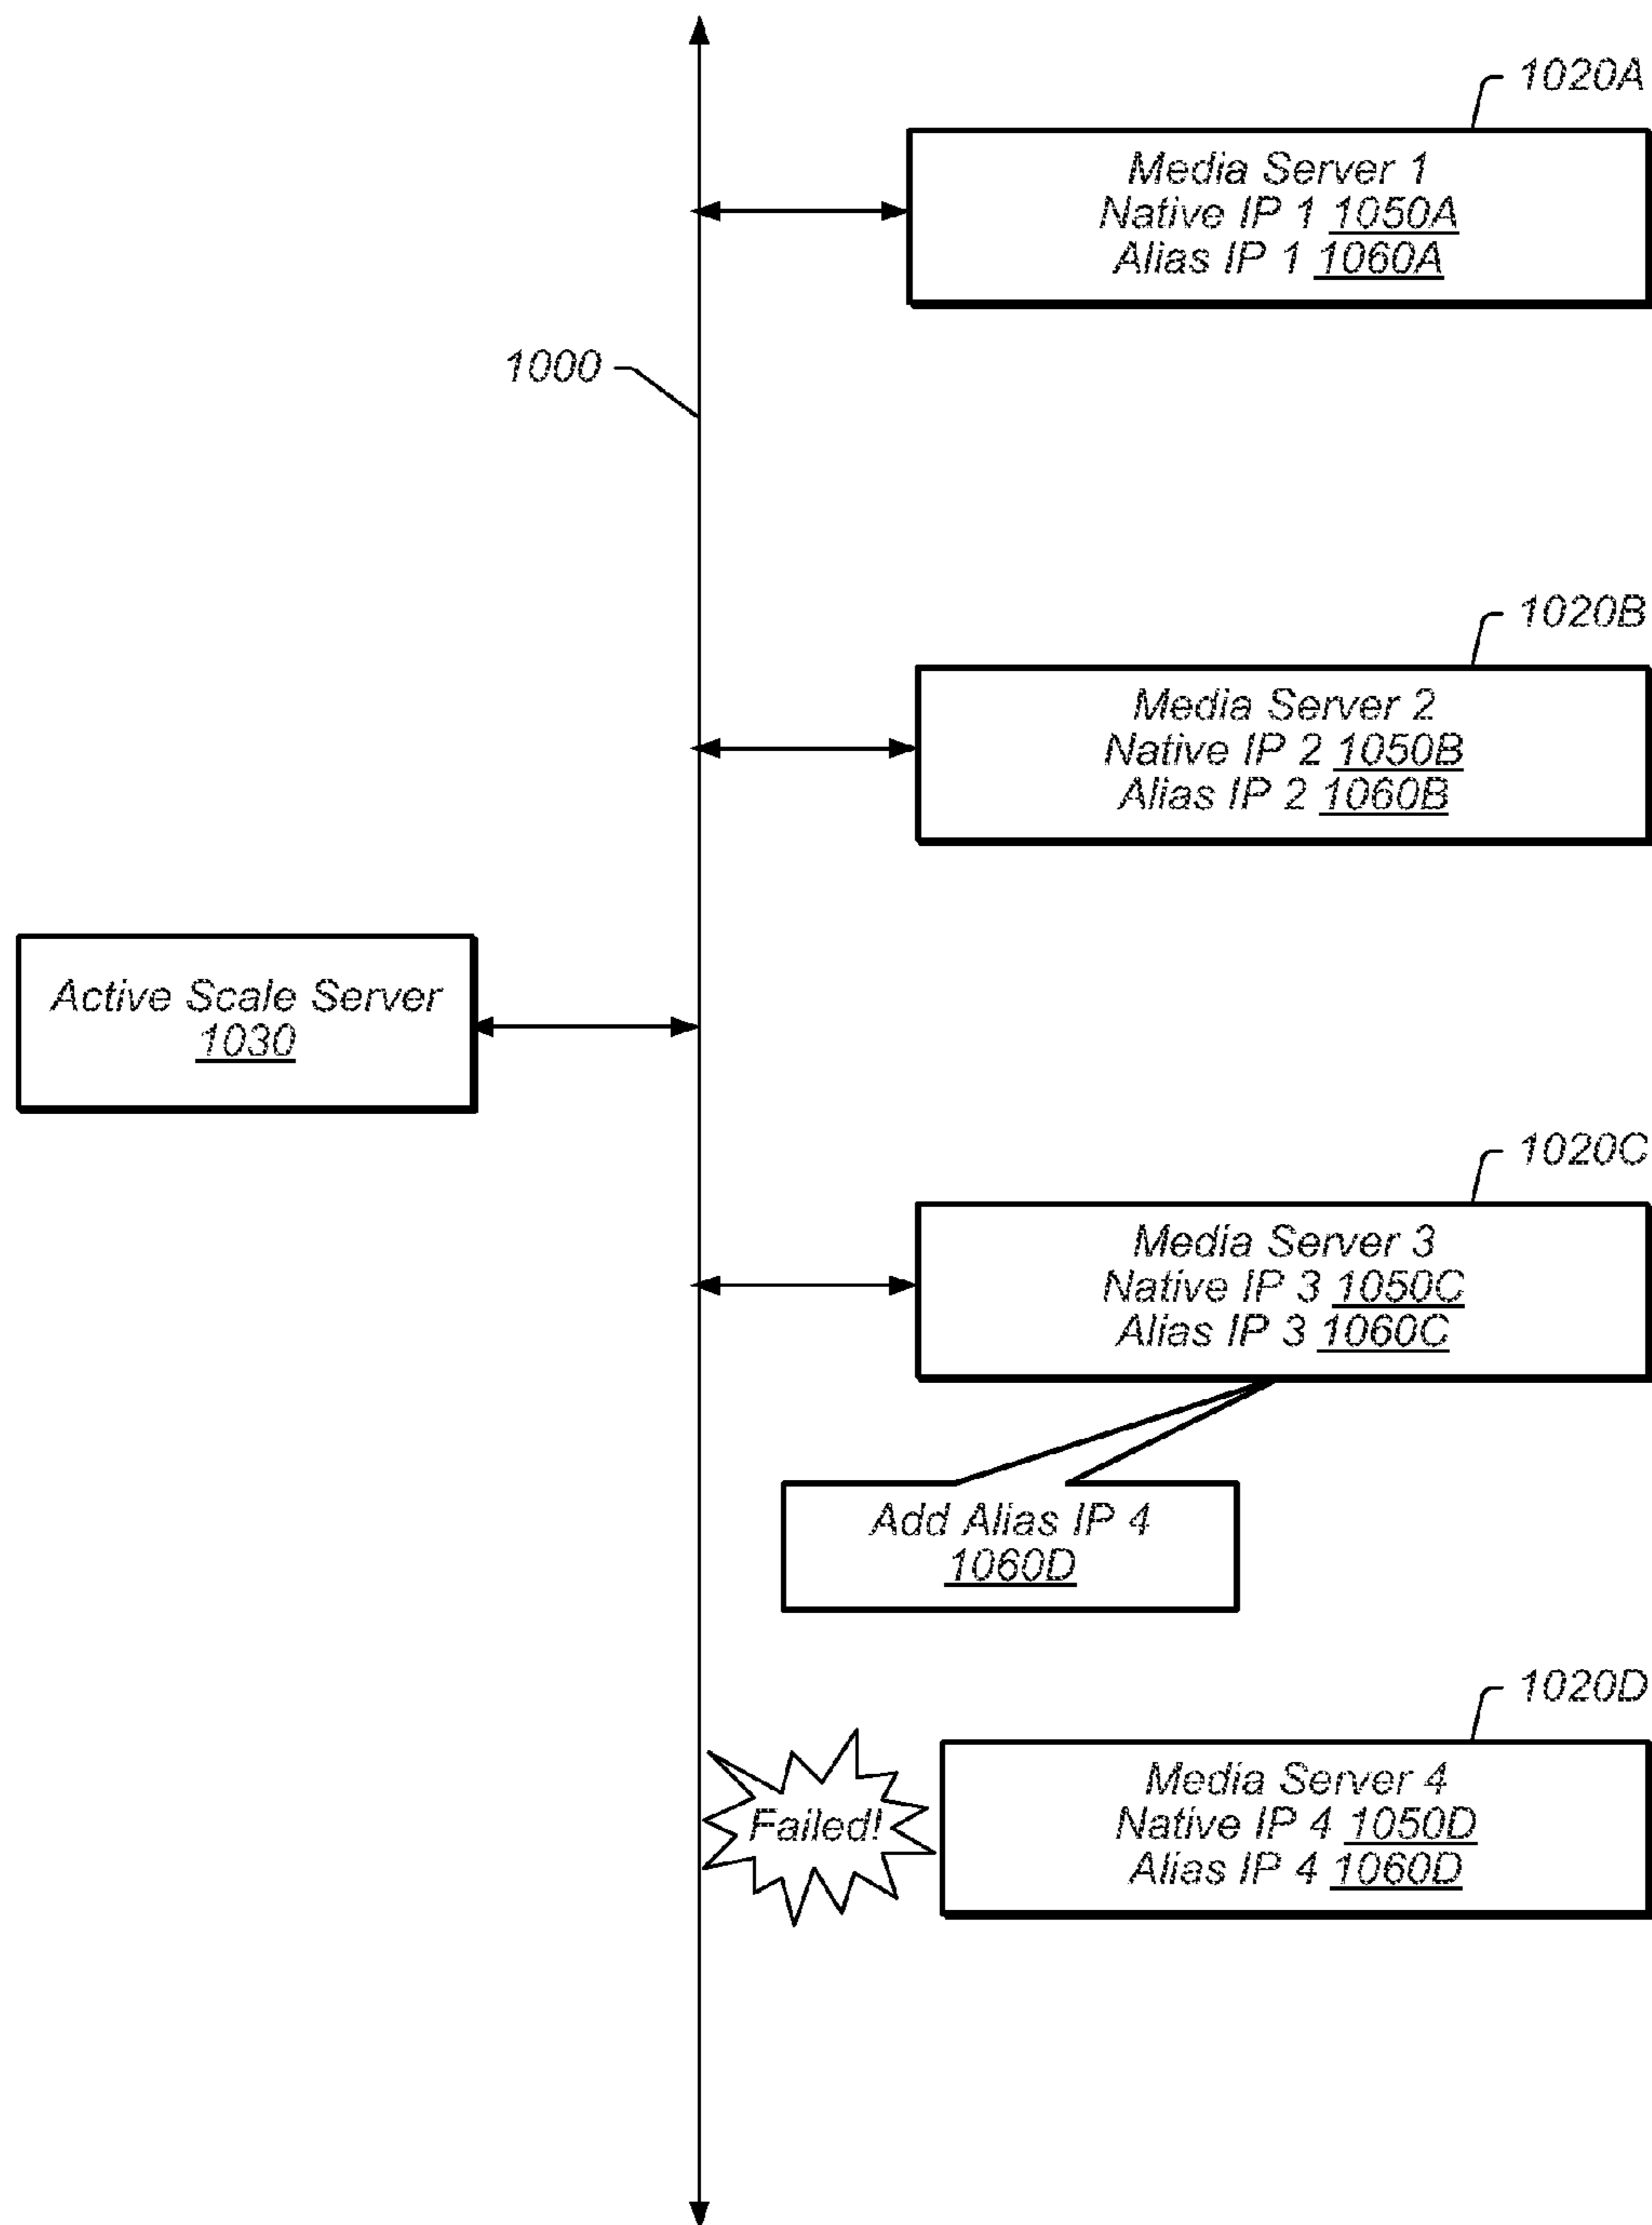 1020A
Media Server 1
Native IP 1 1050A
Alias IP 1 1060A
1000
1020B
Media Server 2
Native IP 2 1050B
Alias IP 2 1060B
Active Scale Server
1030
1020C
Media Server 3
Native IP 3 1050C
Alias IP 3 1060C
Add Alias IP 4
1060D
1020D
Media Server 4
Native IP 4 1050D
Alias IP 4 1060D
Failed!